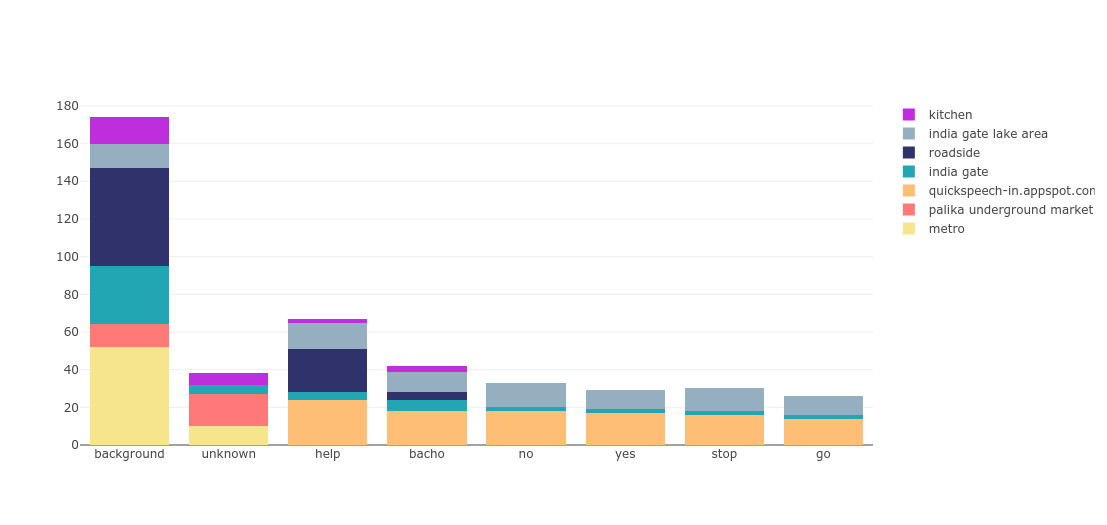 180
160
140
120
100
80
60
40
20
0
background unknown help bacho no yes stop go
kitchen
india gate lake area
roadside
india gate
quickspeech-in.appspot.con
palika underground market
metro